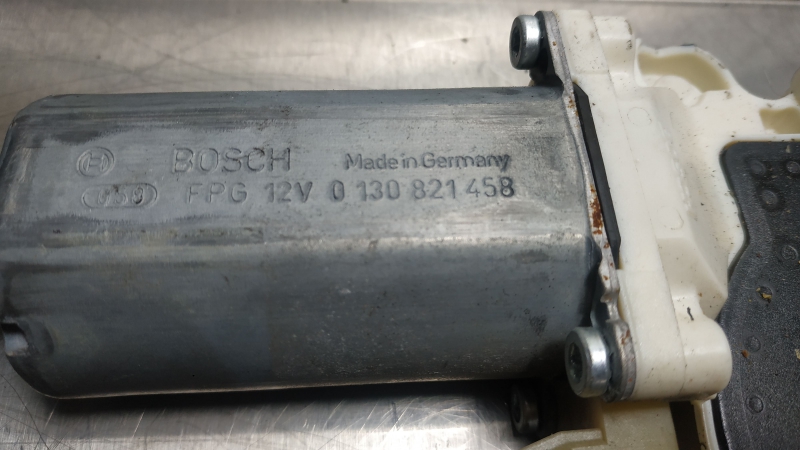 BOSCH Made in Germany
FPG 12V 0 130 821 458